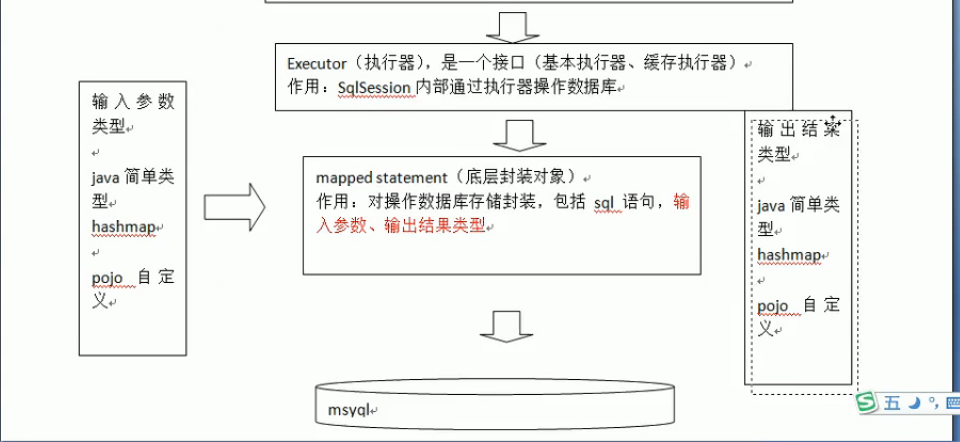 Executor（执行器），是一个接口（基本执行器、缓存执行器）
作用：SqlSession 内部通过执行器操作数据库
输入参数
类型
java 简单类
型
hashmap
pojo 自定
义
mapped statement（底层封装对象）
作用：对操作数据库存储封装，包括 sql 语句，输
入参数、输出结果类型
输出结果
类型
java 简单类
型
hashmap
pojo 自定
义
msyql
五